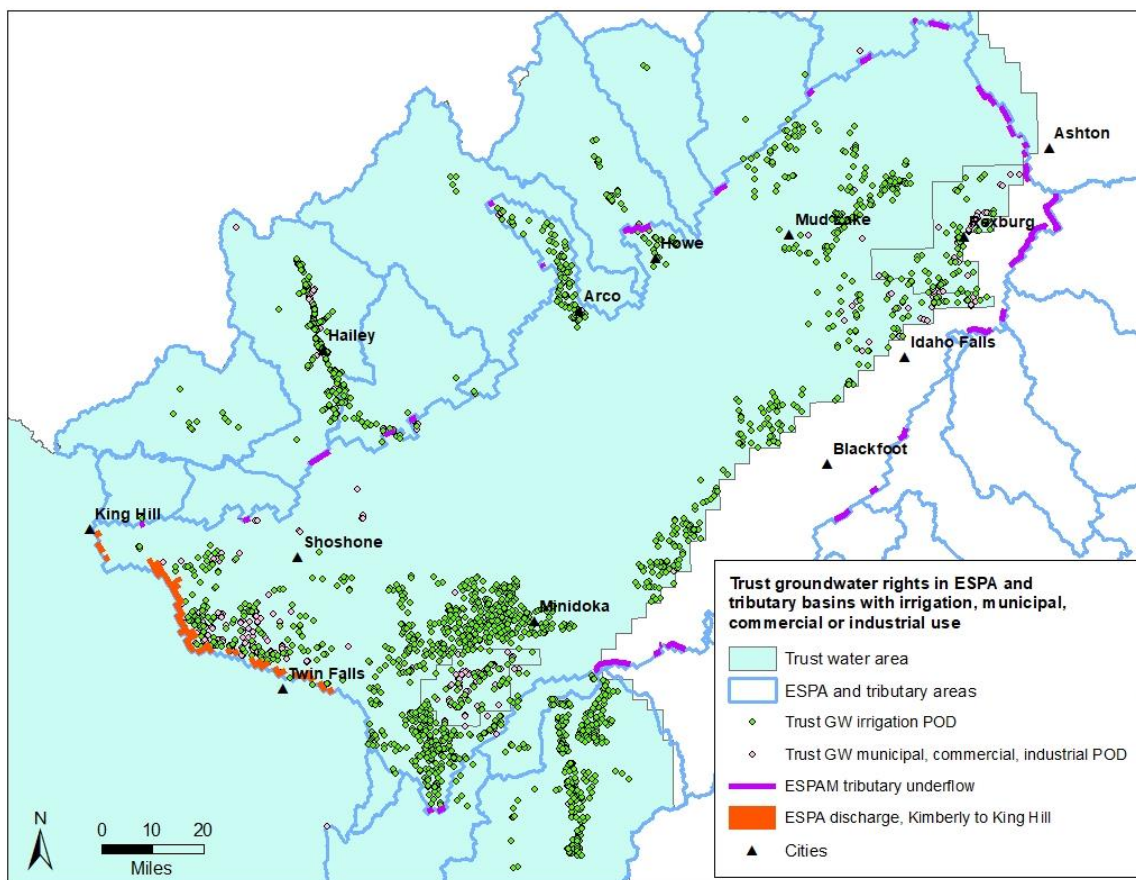 Ashton
Mud Lake
Rexburg
Howe
Arco
Hailey
Idaho Falls
Blackfoot
King Hill
Shoshone
Minidoka
Twin Falls
Trust groundwater rights in ESPA and
tributary basins with irrigation, municipal,
commercial or industrial use
Trust water area
ESPA and tributary areas
Trust GW irrigation POD
Trust GW municipal, commercial, industrial POD
ESPAM tributary underflow
ESPA discharge, Kimberly to King Hill
Cities
N
0 10 20
Miles